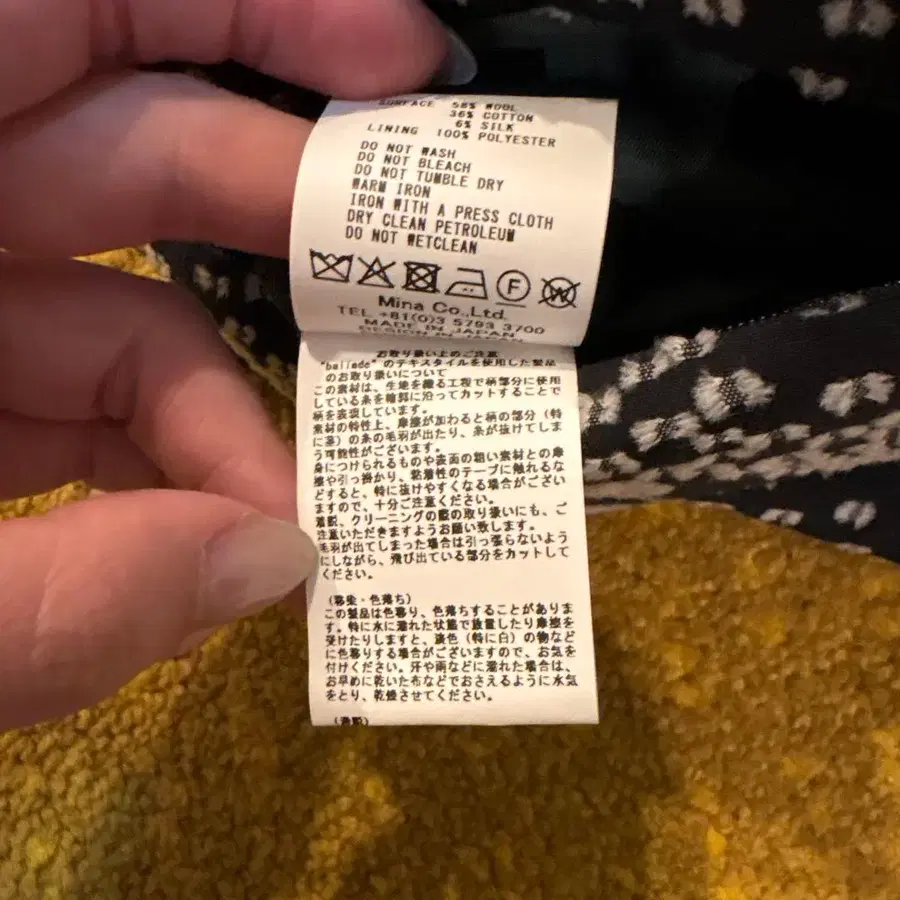 SURFACE 58% WOOL
36% COTTON
6% SILK
LINING 100% POLYESTER
DO NOT WASH
DO NOT BLEACH
DO NOT TUMBLE DRY
WARM IRON
IRON WITH A PRESS CLOTH
DRY CLEAN PETROLEUM
DO NOT WETCLEAN
F
W
Mina Co.,Ltd.
TEL +81(0)3 5793 3700
MADE IN JAPAN
DESIGN IN JAPAN
お取り扱い上のご注意
"ballade"のテキスタイルを使用した製品
のお取り扱いについて
この素材は、生地を織る工程で柄部分に使用
している糸を輪郭に沿ってカットすることで
柄を表現しています。
素材の特性上、摩擦が加わると柄の部分（特
に茎）の糸の毛羽が出たり、糸が抜けてしま
う可能性がございます。
身につけられるものや表面の粗い素材との摩
擦や引っ掛かり、粘着性のテープに触れるな
どすると、特に抜けやすくなる場合がござい
ますので、十分ご注意ください。
着脱、クリーニングの際の取り扱いにも、ご
注意いただきますようお願い致します。
毛羽が出てしまった場合は引っ張らないよう
にしながら、飛び出ている部分をカットして
ください。
（移染・色落ち）
この製品は色移り、色落ちすることがありま
す。特に水に濡れた状態で放置したり摩擦を
受けたりしますと、淡色（特に白）の物など
に色移りする場合がございますので、お気を
付けください。汗や雨などに濡れた場合は、
お早めに乾いた布などでおさえるように水気
をとり、乾燥させてください。